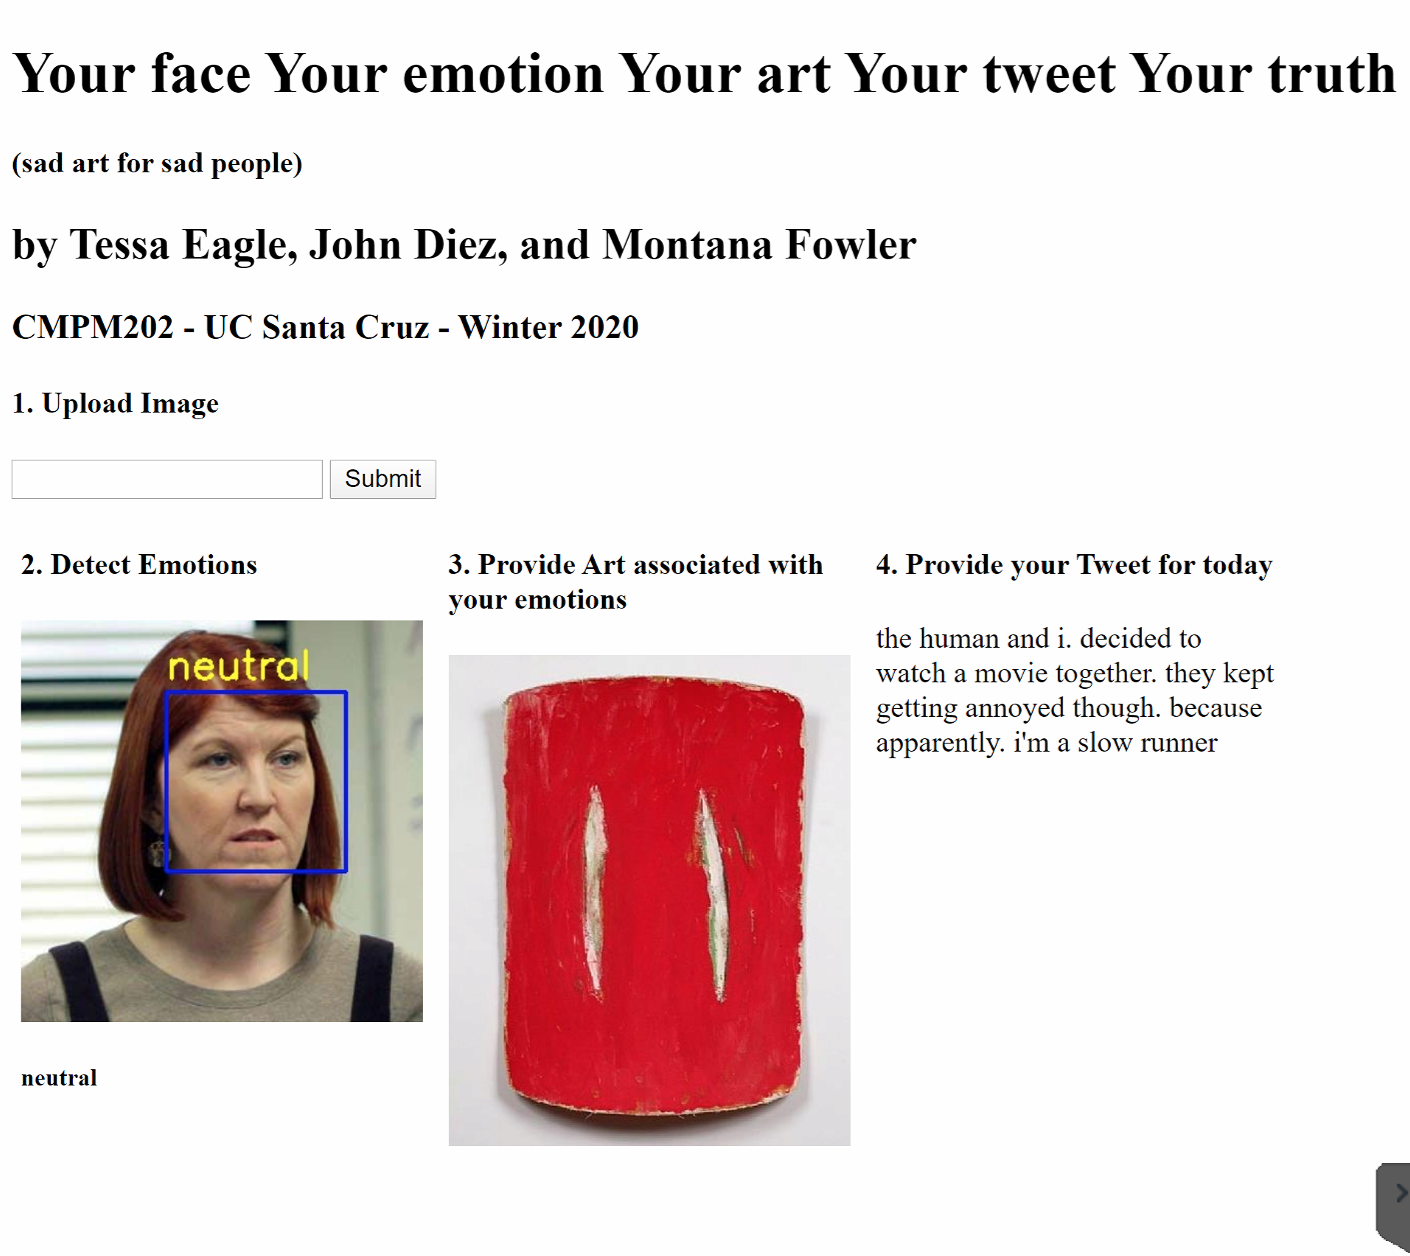 Your face Your emotion Your art Your tweet Your truth
(sad art for sad people)
by Tessa Eagle, John Diez, and Montana Fowler
CMPM202 - UC Santa Cruz - Winter 2020
1. Upload Image
Submit
2. Detect Emotions
neutral
neutral
3. Provide Art associated with
your emotions
4. Provide your Tweet for today
the human and i. decided to
watch a movie together. they kept
getting annoyed though. because
apparently. i'm a slow runner